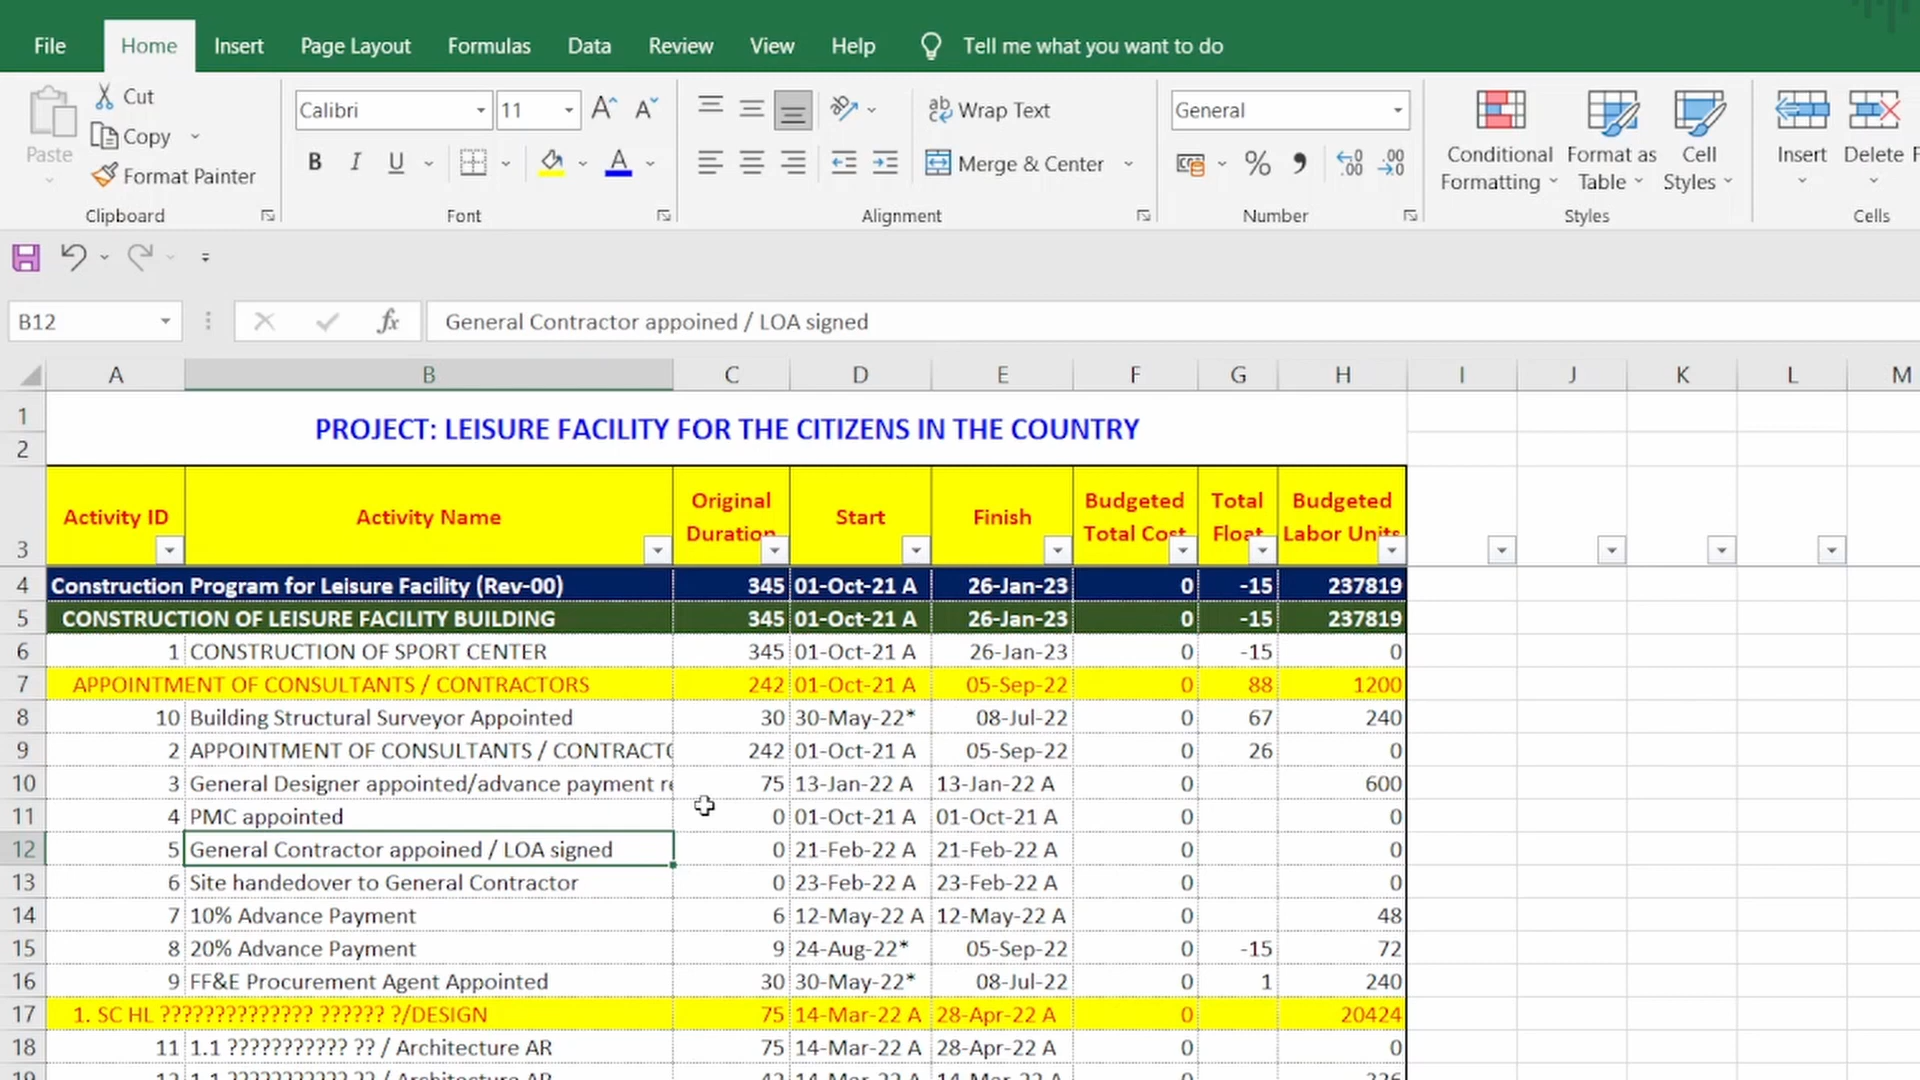 File Home Insert Page Layout Formulas Data Review View Help Tell me what you want to do
Paste Cut Copy Format Painter
Calibri 11
B I U
Wrap Text
Merge & Center
General
Conditional Formatting Format as Table Cell Styles Insert Delete
Clipboard Font Alignment Number Styles Cells
B12 fx General Contractor appoined / LOA signed
A B C D E F G H I J K L M
1 PROJECT: LEISURE FACILITY FOR THE CITIZENS IN THE COUNTRY
2
3 Activity ID Activity Name Original Duration Start Finish Budgeted Total Cost Total Float Budgeted Labor Units
4 Construction Program for Leisure Facility (Rev-00) 345 01-Oct-21 A 26-Jan-23 0 -15 237819
5 CONSTRUCTION OF LEISURE FACILITY BUILDING 345 01-Oct-21 A 26-Jan-23 0 -15 237819
6 1 CONSTRUCTION OF SPORT CENTER 345 01-Oct-21 A 26-Jan-23 0 -15 0
7 APPOINTMENT OF CONSULTANTS / CONTRACTORS 242 01-Oct-21 A 05-Sep-22 0 88 1200
8 10 Building Structural Surveyor Appointed 30 30-May-22* 08-Jul-22 0 67 240
9 2 APPOINTMENT OF CONSULTANTS / CONTRACTO 242 01-Oct-21 A 05-Sep-22 0 26 0
10 3 General Designer appointed/advance payment re 75 13-Jan-22 A 13-Jan-22 A 0 600
11 4 PMC appointed 0 01-Oct-21 A 01-Oct-21 A 0 0
12 5 General Contractor appoined / LOA signed 0 21-Feb-22 A 21-Feb-22 A 0 0
13 6 Site handedover to General Contractor 0 23-Feb-22 A 23-Feb-22 A 0 0
14 7 10% Advance Payment 6 12-May-22 A 12-May-22 A 0 48
15 8 20% Advance Payment 9 24-Aug-22* 05-Sep-22 0 -15 72
16 9 FF&E Procurement Agent Appointed 30 30-May-22* 08-Jul-22 0 1 240
17 1. SC HL ?????????????? ?????? ?/DESIGN 75 14-Mar-22 A 28-Apr-22 A 0 20424
18 11 1.1 ??????????? ?? / Architecture AR 75 14-Mar-22 A 28-Apr-22 A 0 0